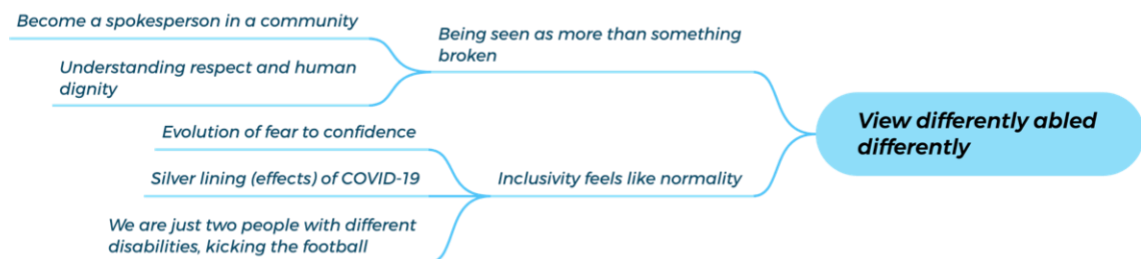 Become a spokesperson in a community
Understanding respect and human
dignity
Being seen as more than something
broken
Evolution of fear to confidence
Silver lining (effects) of COVID-19
We are just two people with different
disabilities, kicking the football
Inclusivity feels like normality
View differently abled
differently